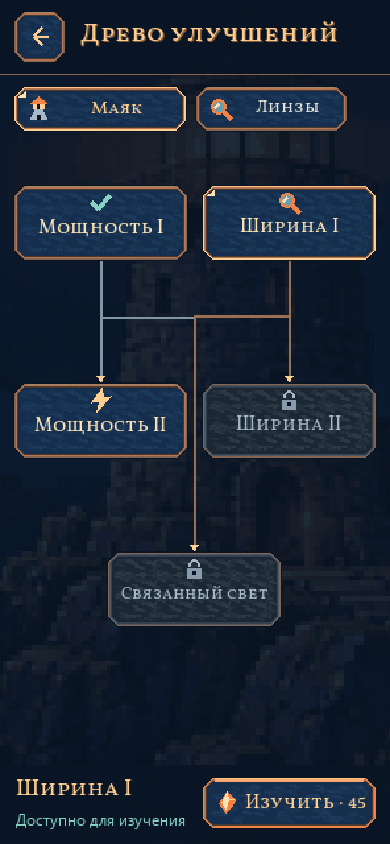 Древо улучшений
Маяк
Линзы
Мощность I
Ширина I
Мощность II
Ширина II
Связанный свет
Ширина I
Доступно для изучения
Изучить · 45